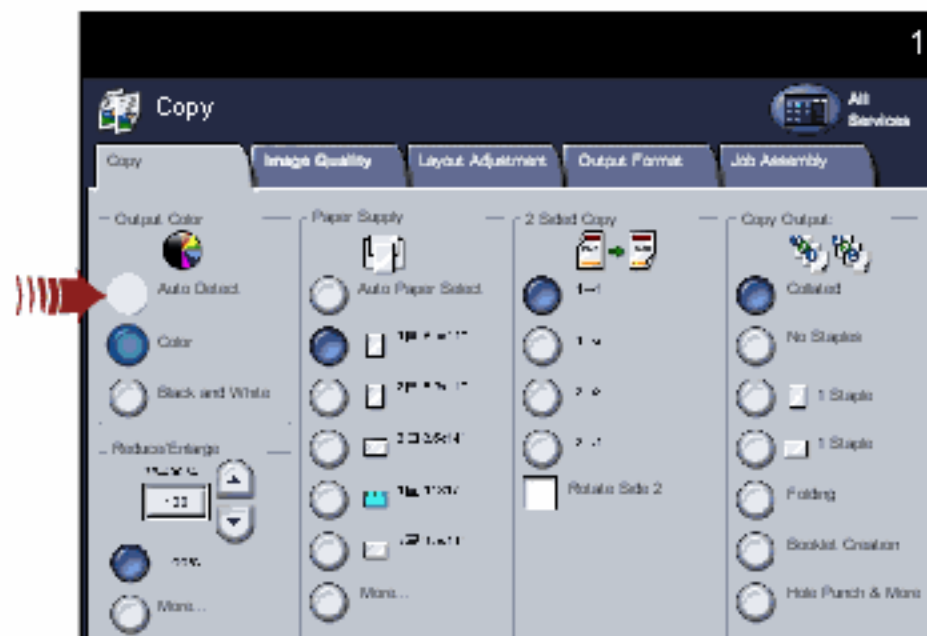 1
Copy
All
Services
Copy
Image Quality
Layout Adjustment
Output Format
Job Assembly
Output Color
Auto Detect
Color
Black and White
Reduce/Enlarge
100
100%
More...
Paper Supply
Auto Paper Select
More...
2 Sided Copy
Rotate Side 2
Copy Output:
Collated
No Staples
1 Staple
1 Staple
Folding
Booklet Creation
Hole Punch & More